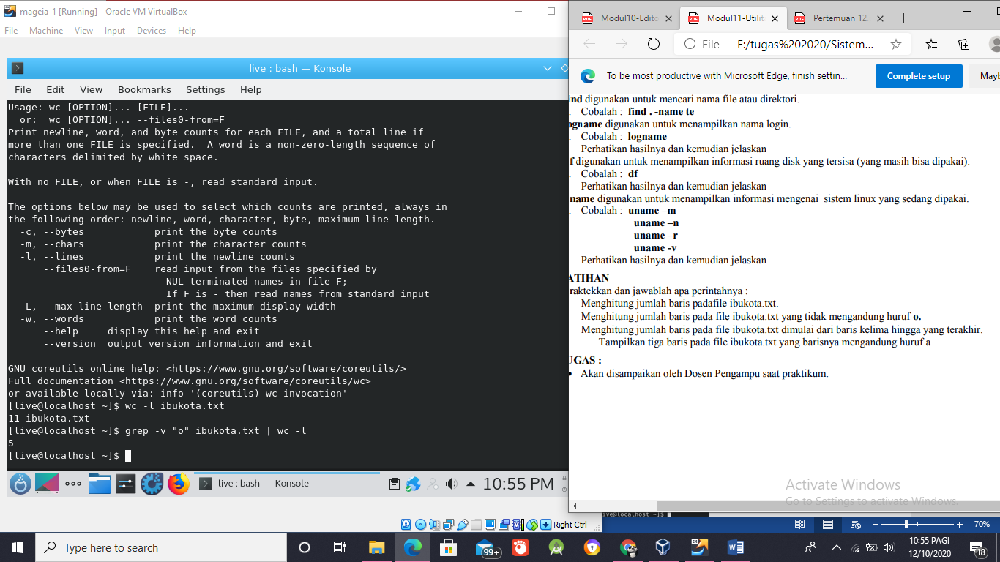 mageia-1 [Running] - Oracle VM VirtualBox
File Machine View Input Devices Help
live : bash — Konsole
File Edit View Bookmarks Settings Help
Usage: wc [OPTION]... [FILE]...
or: wc [OPTION]... --files0-from=F
Print newline, word, and byte counts for each FILE, and a total line if
more than one FILE is specified. A word is a non-zero-length sequence of
characters delimited by white space.
With no FILE, or when FILE is -, read standard input.
The options below may be used to select which counts are printed, always in
the following order: newline, word, character, byte, maximum line length.
-c, --bytes print the byte counts
-m, --chars print the character counts
-l, --lines print the newline counts
--files0-from=F read input from the files specified by
NUL-terminated names in file F;
If F is - then read names from standard input
-L, --max-line-length print the maximum display width
-w, --words print the word counts
--help display this help and exit
--version output version information and exit
GNU coreutils online help: <https://www.gnu.org/software/coreutils/>
Full documentation <https://www.gnu.org/software/coreutils/wc>
or available locally via: info '(coreutils) wc invocation'
[live@localhost ~]$ wc -l ibukota.txt
11 ibukota.txt
[live@localhost ~]$ grep -v "o" ibukota.txt | wc -l
5
[live@localhost ~]$
live : bash — Konsole
10:55 PM
Right Ctrl
Modul10-Edito
Modul11-Utilit
Pertemuan 12.
File E:/tugas%202020/Sistem...
To be most productive with Microsoft Edge, finish settin...
Complete setup
Mayb
nd digunakan untuk mencari nama file atau direktori.
. Cobalah : find . -name te
ogname digunakan untuk menampilkan nama login.
. Cobalah : logname
Perhatikan hasilnya dan kemudian jelaskan
f digunakan untuk menampilkan informasi ruang disk yang tersisa (yang masih bisa dipakai).
. Cobalah : df
Perhatikan hasilnya dan kemudian jelaskan
name digunakan untuk menampilkan informasi mengenai sistem linux yang sedang dipakai.
. Cobalah : uname –m
uname –n
uname –r
uname -v
Perhatikan hasilnya dan kemudian jelaskan
ATIHAN
raktekkan dan jawablah apa perintahnya :
Menghitung jumlah baris padafile ibukota.txt.
Menghitung jumlah baris pada file ibukota.txt yang tidak mengandung huruf o.
Menghitung jumlah baris pada file ibukota.txt dimulai dari baris kelima hingga yang terakhir.
Tampilkan tiga baris pada file ibukota.txt yang barisnya mengandung huruf a
UGAS :
• Akan disampaikan oleh Dosen Pengampu saat praktikum.
Activate Windows
Go to Settings to activate Windows.
70%
Type here to search
99+
10:55 PAGI
12/10/2020
18